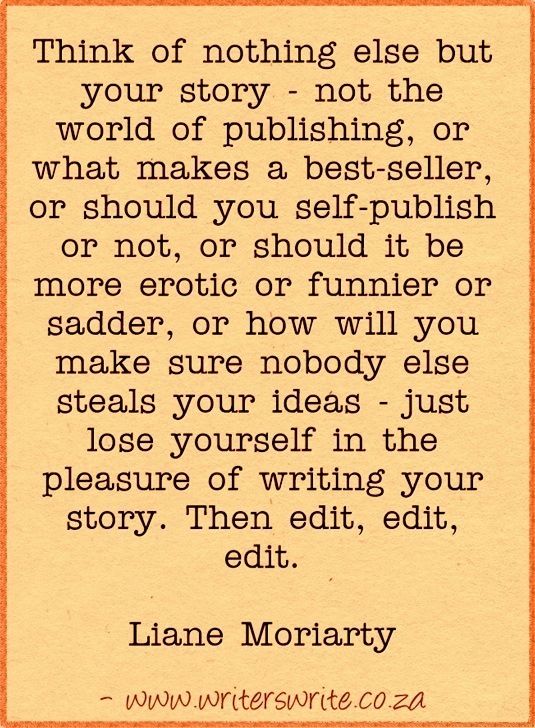 Think of nothing else but
your story - not the
world of publishing, or
what makes a best-seller,
or should you self-publish
or not, or should it be
more erotic or funnier or
sadder, or how will you
make sure nobody else
steals your ideas - just
lose yourself in the
pleasure of writing your
story. Then edit, edit,
edit.
Liane Moriarty
- www.writerswrite.co.za